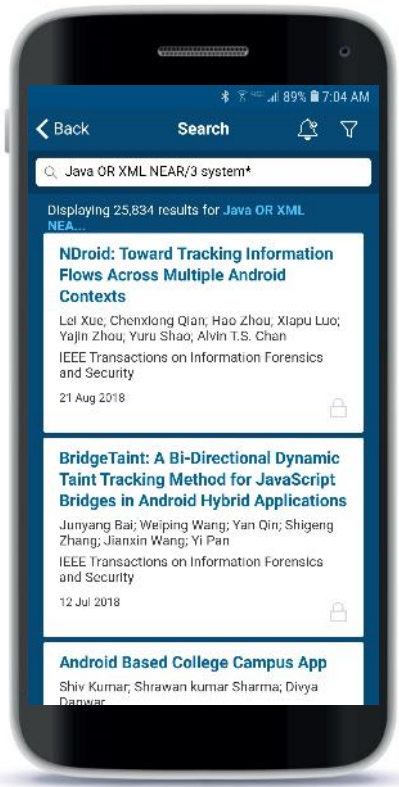 89% 7:04 AM
Back Search
Java OR XML NEAR/3 system*
Displaying 25,834 results for Java OR XML
NEA...
NDroid: Toward Tracking Information
Flows Across Multiple Android
Contexts
Lei Xue; Chenxiong Qian; Hao Zhou; Xiapu Luo;
Yajin Zhou; Yuru Shao; Alvin T.S. Chan
IEEE Transactions on Information Forensics
and Security
21 Aug 2018
BridgeTaint: A Bi-Directional Dynamic
Taint Tracking Method for JavaScript
Bridges in Android Hybrid Applications
Junyang Bai; Weiping Wang; Yan Qin; Shigeng
Zhang; Jianxin Wang; Yi Pan
IEEE Transactions on Information Forensics
and Security
12 Jul 2018
Android Based College Campus App
Shiv Kumar; Shrawan kumar Sharma; Divya